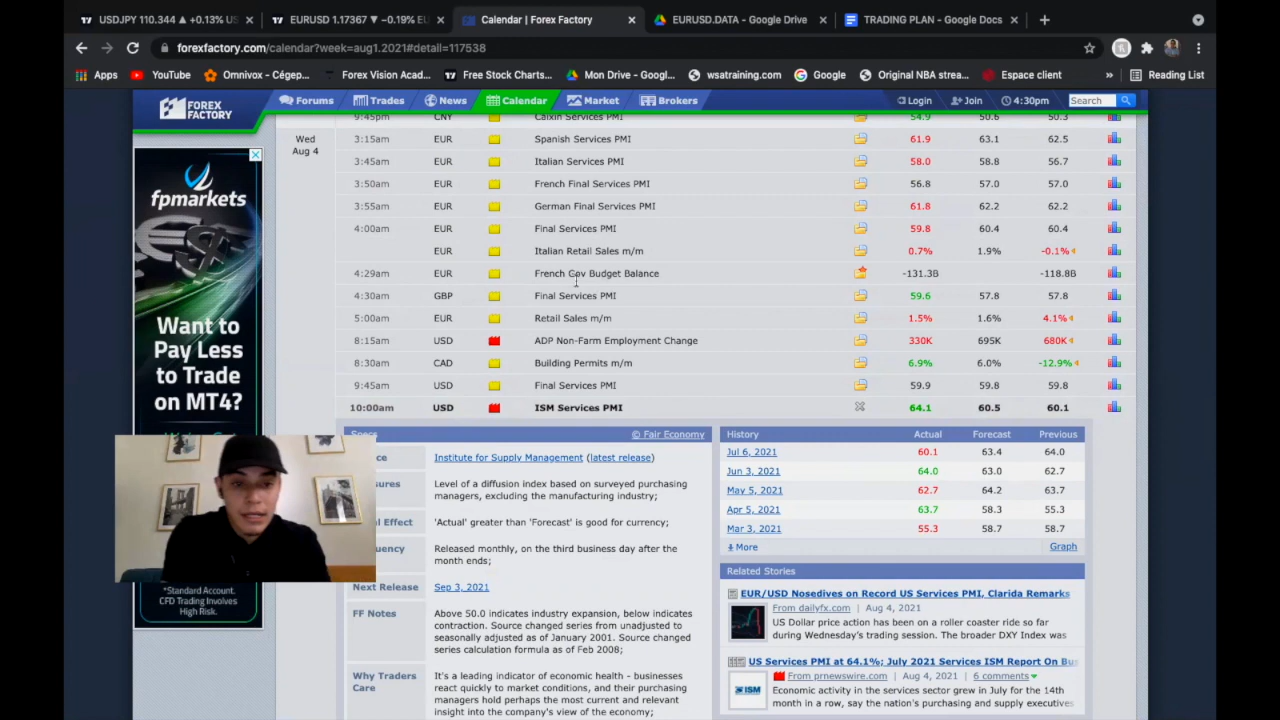 USDJPY 110.344 ▲ +0.13% US
EURUSD 1.17367 ▼ −0.19% EU
Calendar | Forex Factory
EURUSD.DATA - Google Drive
TRADING PLAN - Google Docs
forexfactory.com/calendar?week=aug1.2021#detail=117538
Apps YouTube Omnivox - Cégep... Forex Vision Acad... Free Stock Charts... Mon Drive - Googl... wsatraining.com Google Original NBA strea... Espace client » Reading List
FOREX FACTORY
Forums Trades News Calendar Market Brokers Login Join 4:30pm Search
9:45pm CNY Caixin Services PMI 54.9 50.6 50.3
Wed Aug 4
3:15am EUR Spanish Services PMI 61.9 63.1 62.5
3:45am EUR Italian Services PMI 58.0 58.8 56.7
3:50am EUR French Final Services PMI 56.8 57.0 57.0
3:55am EUR German Final Services PMI 61.8 62.2 62.2
4:00am EUR Final Services PMI 59.8 60.4 60.4
EUR Italian Retail Sales m/m 0.7% 1.9% -0.1%
4:29am EUR French Gov Budget Balance -131.3B -118.8B
4:30am GBP Final Services PMI 59.6 57.8 57.8
5:00am EUR Retail Sales m/m 1.5% 1.6% 4.1%
8:15am USD ADP Non-Farm Employment Change 330K 695K 680K
8:30am CAD Building Permits m/m 6.9% 6.0% -12.9%
9:45am USD Final Services PMI 59.9 59.8 59.8
10:00am USD ISM Services PMI 64.1 60.5 60.1
fpmarkets
Want to
Pay Less
to Trade
on MT4?
*Standard Account.
CFD Trading Involves
High Risk.
Specs © Fair Economy
ce Institute for Supply Management (latest release)
sures Level of a diffusion index based on surveyed purchasing
managers, excluding the manufacturing industry;
l Effect 'Actual' greater than 'Forecast' is good for currency;
uency Released monthly, on the third business day after the
month ends;
Next Release Sep 3, 2021
FF Notes Above 50.0 indicates industry expansion, below indicates
contraction. Source changed series from unadjusted to
seasonally adjusted as of January 2001. Source changed
series calculation formula as of Feb 2008;
Why Traders Care It's a leading indicator of economic health - businesses
react quickly to market conditions, and their purchasing
managers hold perhaps the most current and relevant
insight into the company's view of the economy;
History Actual Forecast Previous
Jul 6, 2021 60.1 63.4 64.0
Jun 3, 2021 64.0 63.0 62.7
May 5, 2021 62.7 64.2 63.7
Apr 5, 2021 63.7 58.3 55.3
Mar 3, 2021 55.3 58.7 58.7
More Graph
Related Stories
EUR/USD Nosedives on Record US Services PMI, Clarida Remarks
From dailyfx.com | Aug 4, 2021
US Dollar price action has been on a roller coaster ride so far
during Wednesday's trading session. The broader DXY Index was
US Services PMI at 64.1%; July 2021 Services ISM Report On Bus
From prnewswire.com | Aug 4, 2021 | 6 comments
ISM
Economic activity in the services sector grew in July for the 14th
month in a row, say the nation's purchasing and supply executives